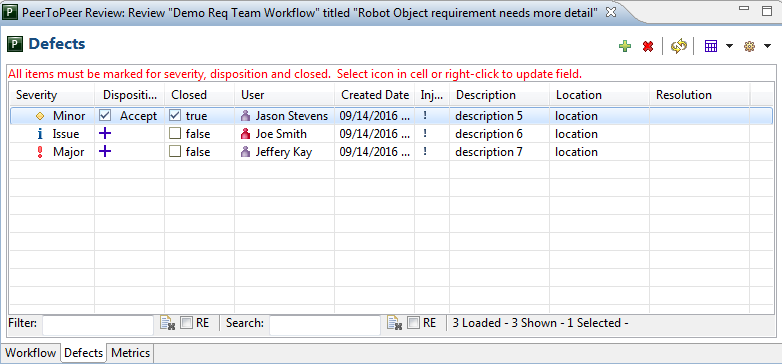 PeerToPeer Review: Review "Demo Req Team Workflow" titled "Robot Object requirement needs more detail"
Defects
All items must be marked for severity, disposition and closed. Select icon in cell or right-click to update field.
Severity Dispositi... Closed User Created Date Inj... Description Location Resolution
Minor Accept true Jason Stevens 09/14/2016 ... ! description 5 location
Issue false Joe Smith 09/14/2016 ... ! description 6 location
Major false Jeffery Kay 09/14/2016 ... ! description 7 location
Filter: RE Search: RE 3 Loaded - 3 Shown - 1 Selected -
Workflow Defects Metrics